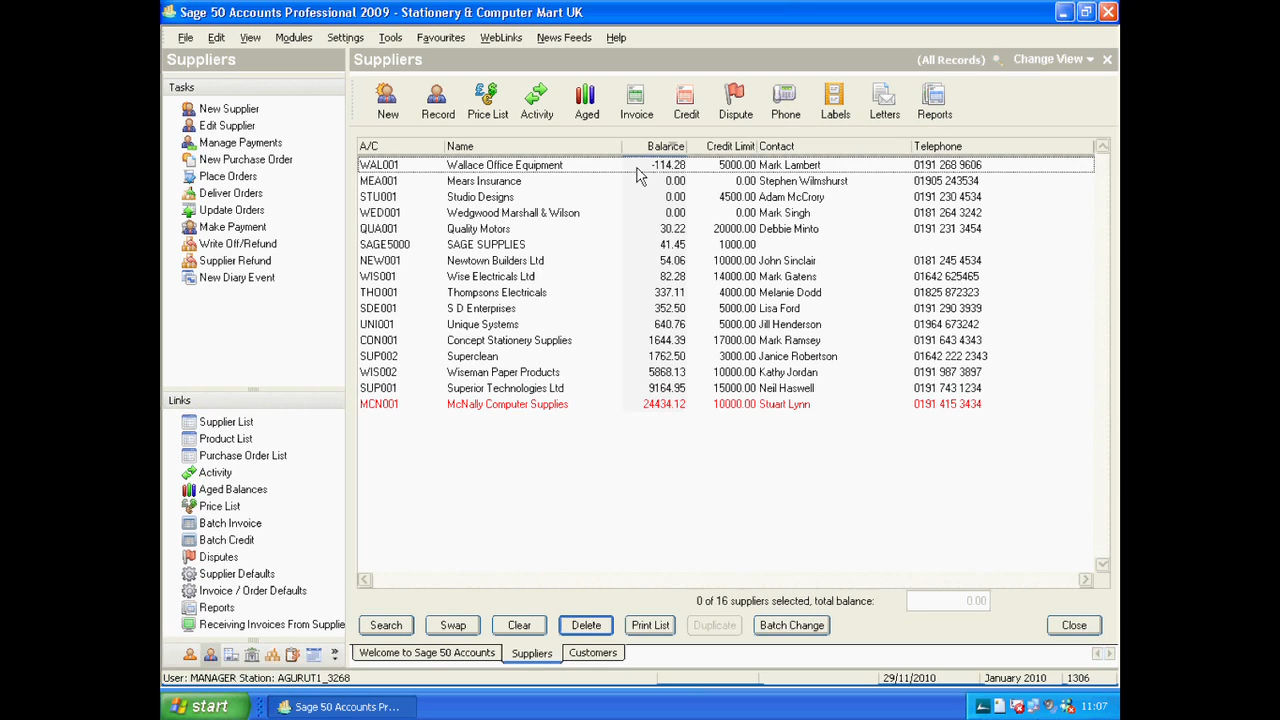 Sage 50 Accounts Professional 2009 - Stationery & Computer Mart UK
File Edit View Modules Settings Tools Favourites WebLinks News Feeds Help
Suppliers
Suppliers (All Records) Change View
Tasks
New Supplier
Edit Supplier
Manage Payments
New Purchase Order
Place Orders
Deliver Orders
Update Orders
Make Payment
Write Off/Refund
Supplier Refund
New Diary Event
Links
Supplier List
Product List
Purchase Order List
Activity
Aged Balances
Price List
Batch Invoice
Batch Credit
Disputes
Supplier Defaults
Invoice / Order Defaults
Reports
Receiving Invoices From Supplie
New Record Price List Activity Aged Invoice Credit Dispute Phone Labels Letters Reports
A/C Name Balance Credit Limit Contact Telephone
WAL001 Wallace Office Equipment -114.28 5000.00 Mark Lambert 0191 268 9606
MEA001 Mears Insurance 0.00 0.00 Stephen Wilmshurst 01905 243534
STU001 Studio Designs 0.00 4500.00 Adam McCrory 0191 230 4534
WED001 Wedgwood Marshall & Wilson 0.00 0.00 Mark Singh 0181 264 3242
QUA001 Quality Motors 30.22 20000.00 Debbie Minto 0191 231 3454
SAGE5000 SAGE SUPPLIES 41.45 1000.00
NEW001 Newtown Builders Ltd 54.06 10000.00 John Sinclair 0181 245 4534
WIS001 Wise Electricals Ltd 82.28 14000.00 Mark Gatens 01642 625465
THO001 Thompsons Electricals 337.11 4000.00 Melanie Dodd 01825 872323
SDE001 S D Enterprises 352.50 5000.00 Lisa Ford 0191 290 3939
UNI001 Unique Systems 640.76 5000.00 Jill Henderson 01964 673242
CON001 Concept Stationery Supplies 1644.39 17000.00 Mark Ramsey 0191 643 4343
SUP002 Superclean 1762.50 3000.00 Janice Robertson 01642 222 2343
WIS002 Wiseman Paper Products 5868.13 10000.00 Kathy Jordan 0191 987 3897
SUP001 Superior Technologies Ltd 9164.95 15000.00 Neil Haswell 0191 743 1234
MCN001 McNally Computer Supplies 24434.12 10000.00 Stuart Lynn 0191 415 3434
0 of 16 suppliers selected, total balance: 0.00
Search Swap Clear Delete Print List Duplicate Batch Change Close
Welcome to Sage 50 Accounts Suppliers Customers
User: MANAGER Station: AGURUT1_3268 29/11/2010 January 2010 1306
start Sage 50 Accounts Pr... 11:07